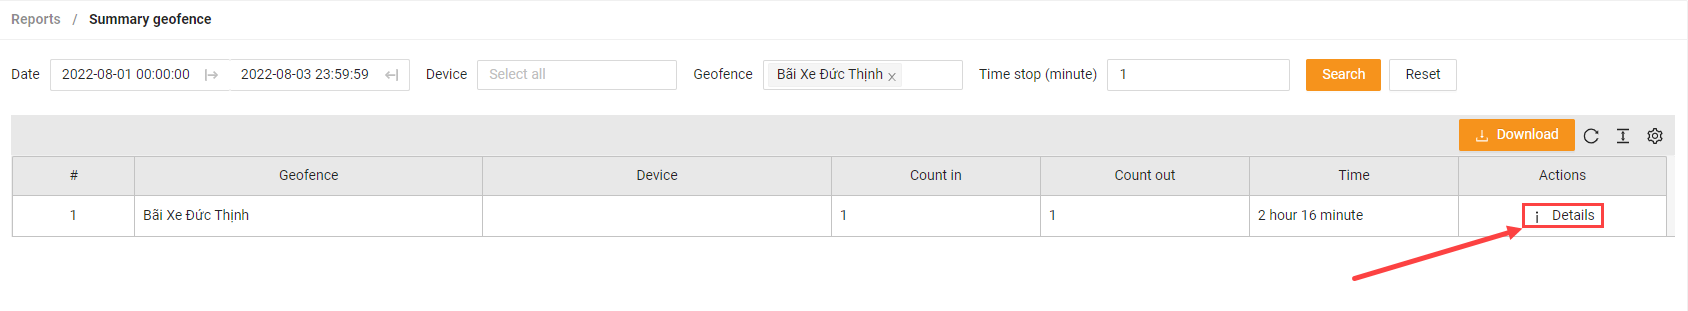 Reports / Summary geofence
Date 2022-08-01 00:00:00 2022-08-03 23:59:59 Device Select all Geofence Bãi Xe Đức Thịnh Time stop (minute) 1 Search Reset
Download
# Geofence Device Count in Count out Time Actions
1 Bãi Xe Đức Thịnh 1 1 2 hour 16 minute Details